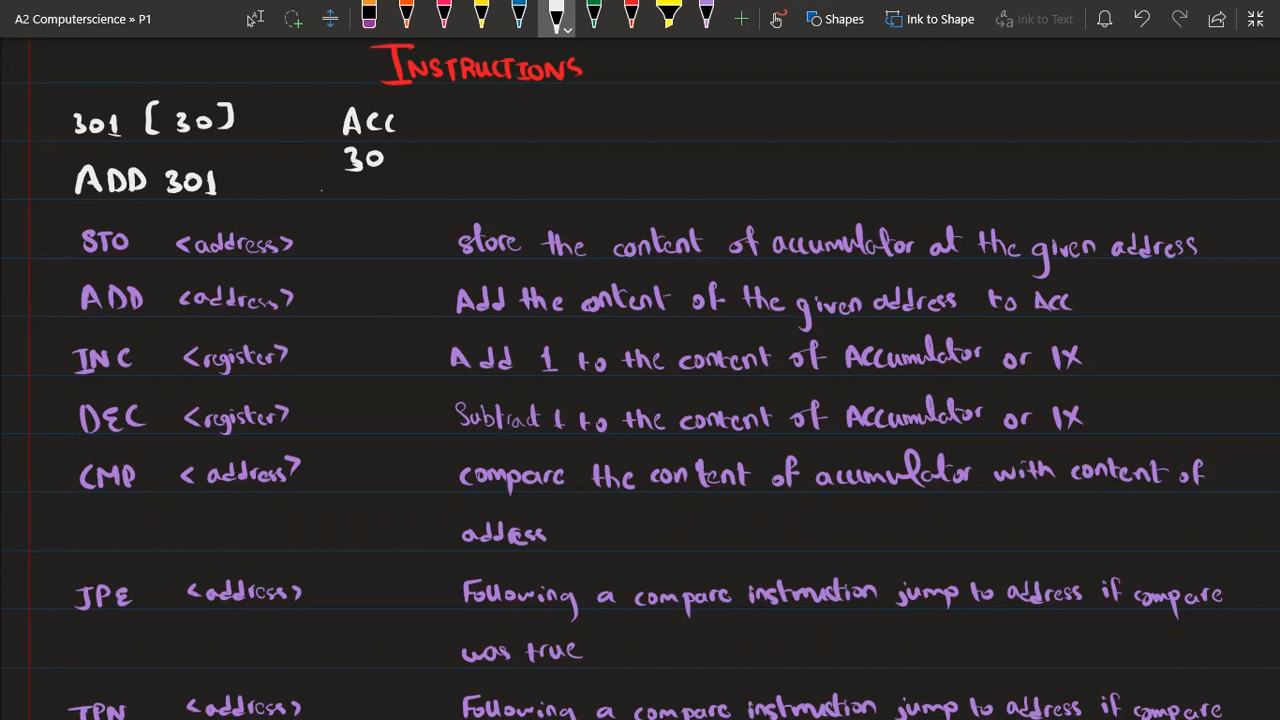 A2 Computerscience » P1
Shapes
Ink to Shape
Ink to Text
INSTRUCTIONS
301 [30] ACC
30
ADD 301
STO <address> store the content of accumulator at the given address
ADD <address> Add the content of the given address to Acc
INC <register> Add 1 to the content of Accumulator or IX
DEC <register> Subtract 1 to the content of Accumulator or IX
CMP <address> compare the content of accumulator with content of
address
JPE <address> Following a compare instruction jump to address if compare
was true
JPN <address> Following a compare instruction jump to address if compare